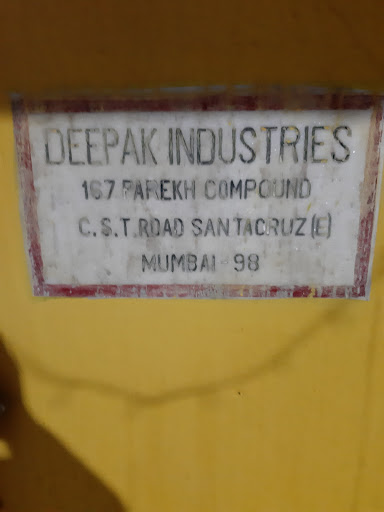 DEEPAK INDUSTRIES
167 PAREKH COMPOUND
C.S.T. ROAD SANTACRUZ (E)
MUMBAI - 98